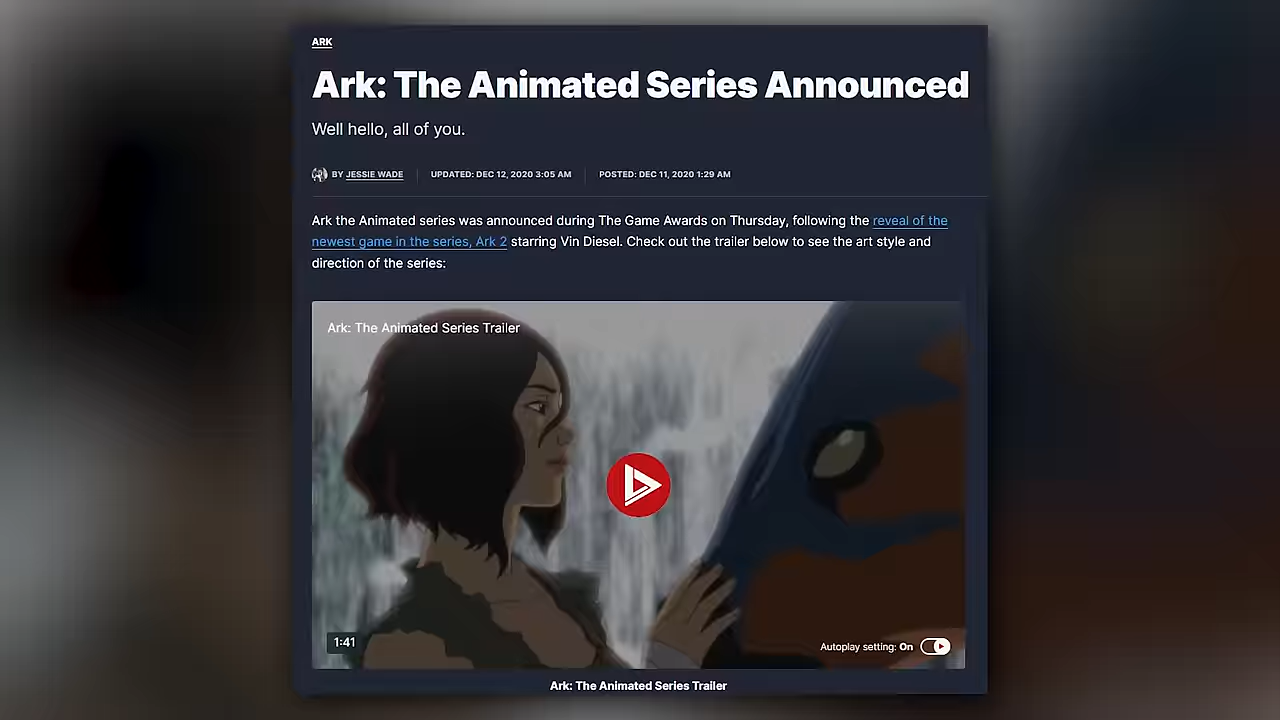 ARK
Ark: The Animated Series Announced
Well hello, all of you.
BY JESSIE WADE UPDATED: DEC 12, 2020 3:05 AM POSTED: DEC 11, 2020 1:29 AM
Ark the Animated series was announced during The Game Awards on Thursday, following the reveal of the
newest game in the series, Ark 2 starring Vin Diesel. Check out the trailer below to see the art style and
direction of the series:
Ark: The Animated Series Trailer
1:41
Autoplay setting: On
Ark: The Animated Series Trailer